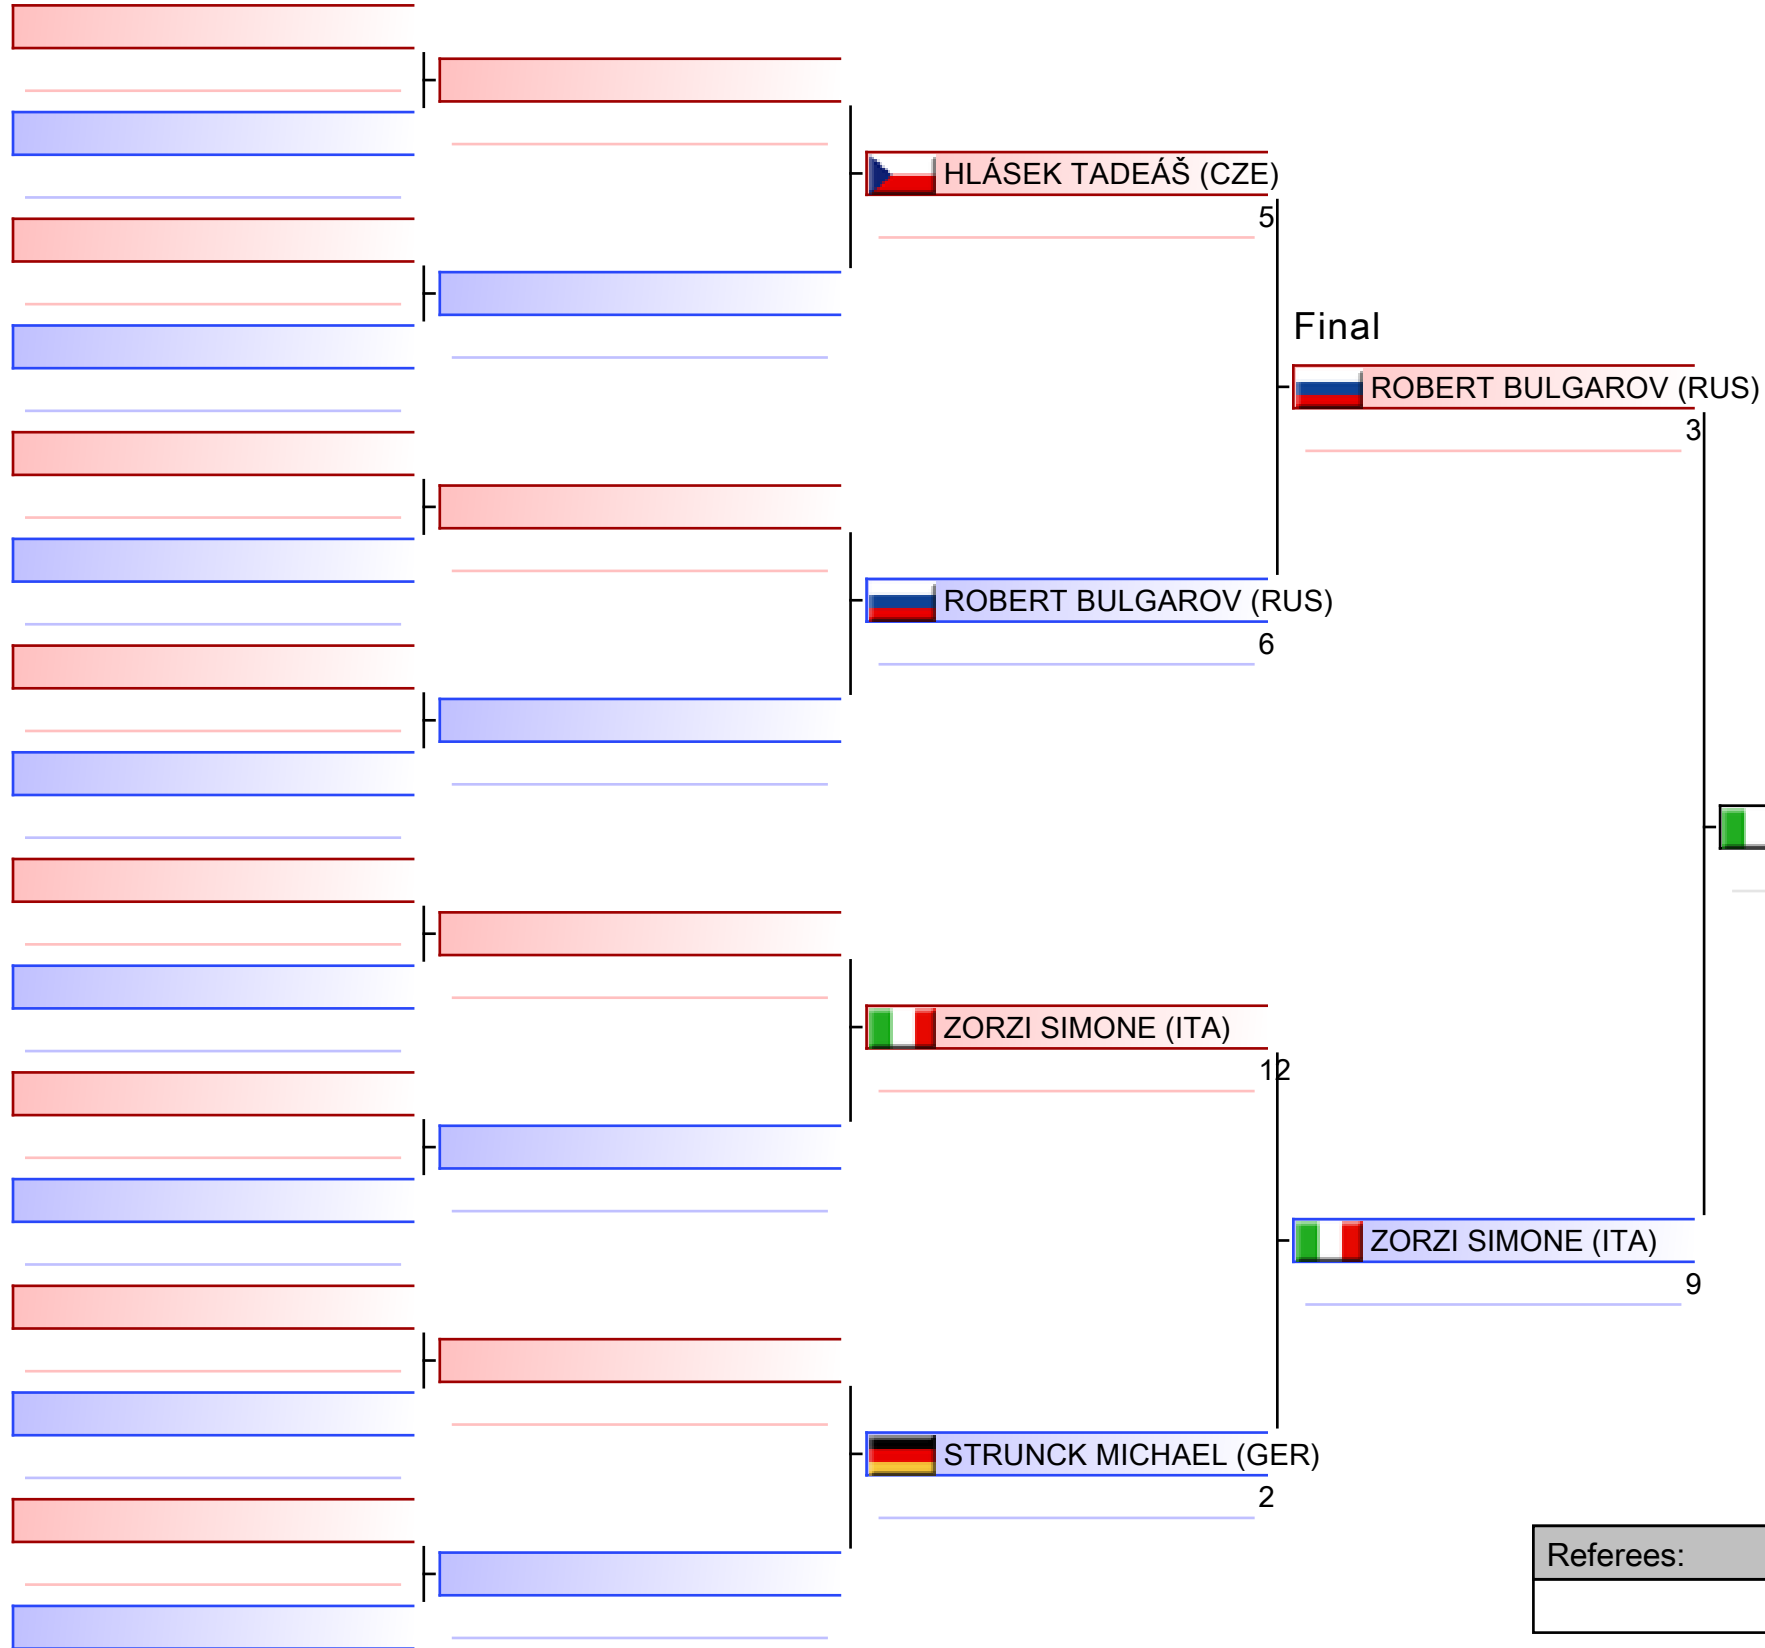 HLÁSEK TADEÁŠ (CZE)
5
Final
ROBERT BULGAROV (RUS)
3
ROBERT BULGAROV (RUS)
6
ZORZI SIMONE (ITA)
12
ZORZI SIMONE (ITA)
9
STRUNCK MICHAEL (GER)
2
Referees: